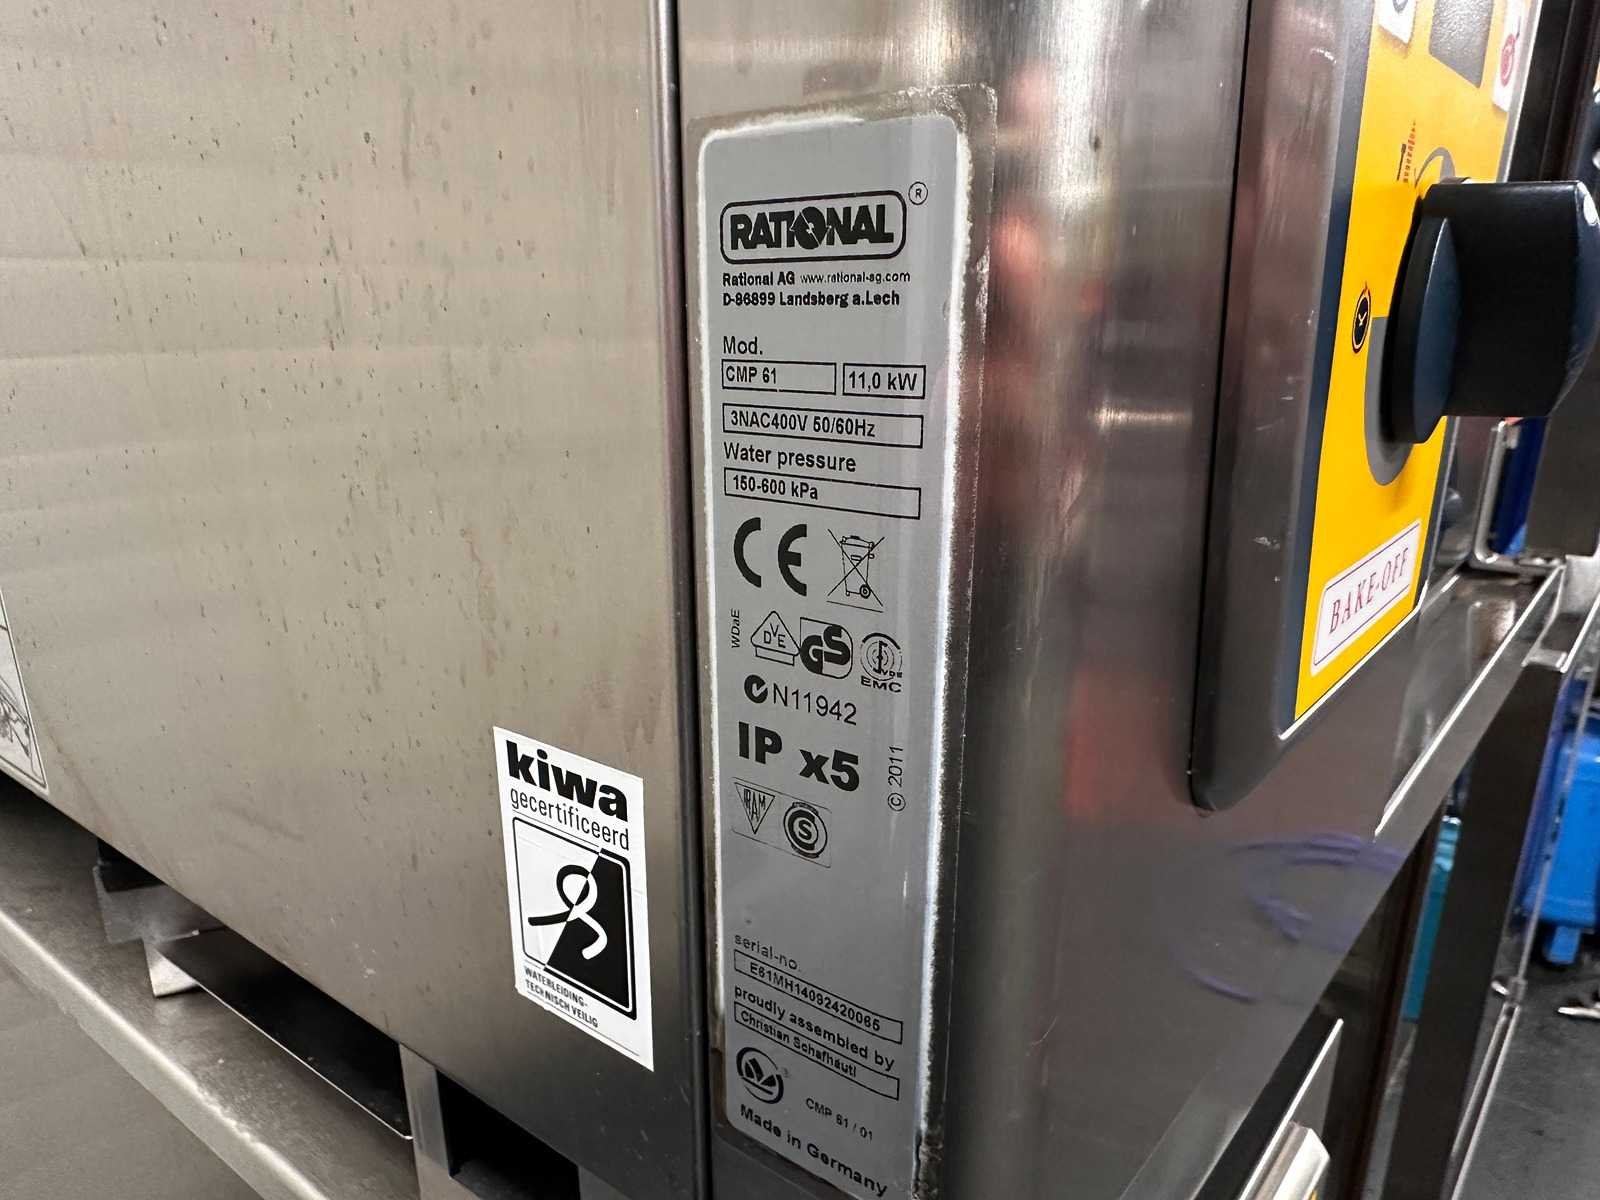 RATIONAL ®
Rational AG www.rational-ag.com
D-86899 Landsberg a.Lech
Mod.
CMP 61 11,0 kW
3NAC400V 50/60Hz
Water pressure
150-600 kPa
CE
WDaE DVE GS VDE
EMC
N11942
IP x5
© 2011
IRAM S
serial-no.
E61MH14092420065
proudly assembled by
Christian Schafhäutl
CMP 61 / 01
Made in Germany
kiwa
gecertificeerd
WATERLEIDING-
TECHNISCH VEILIG
BAKE-OFF